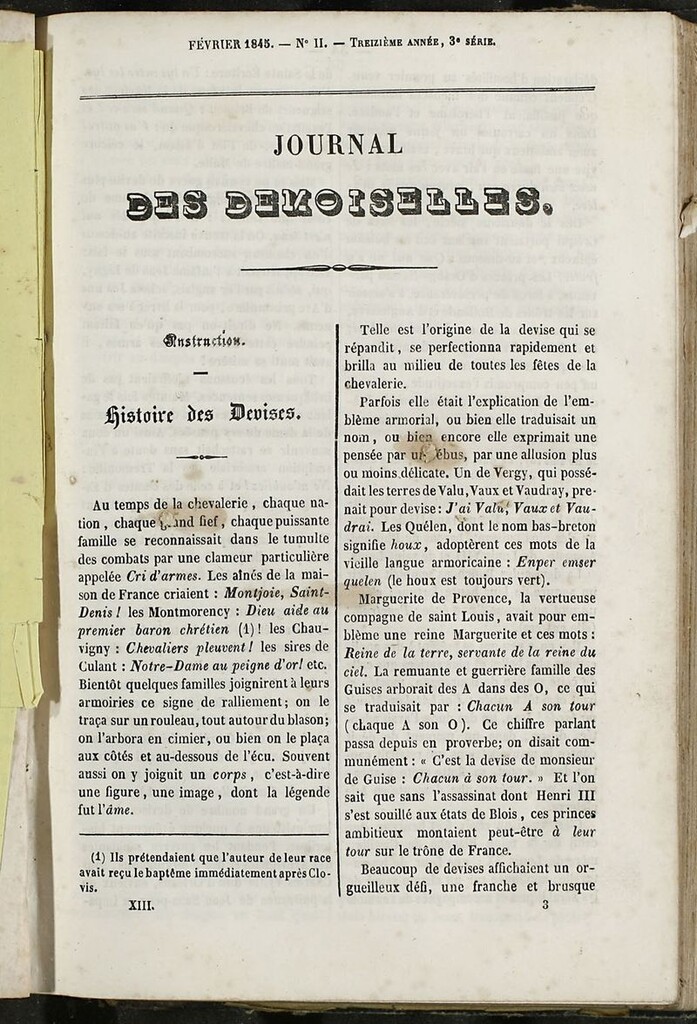 FÉVRIER 1845. — N° II. — TREIZIÈME ANNÉE, 3e SÉRIE.
JOURNAL
DES DEMOISELLES.
Instruction.
Histoire des Devises.
Au temps de la chevalerie, chaque na-
tion, chaque fief, chaque puissante
famille se reconnaissait dans le tumulte
des combats par une clameur particulière
appelée Cri d'armes. Les aînés de la mai-
son de France criaient : Montjoie, Saint-
Denis ! les Montmorency : Dieu aide au
premier baron chrétien (1)! les Chau-
vigny : Chevaliers pleuvent ! les sires de
Culant : Notre-Dame au peigne d'or! etc.
Bientôt quelques familles joignirent à leurs
armoiries ce signe de ralliement; on le
traça sur un rouleau, tout autour du blason;
on l'arbora en cimier, ou bien on le plaça
aux côtés et au-dessous de l'écu. Souvent
aussi on y joignit un corps, c'est-à-dire
une figure, une image, dont la légende
fut l'âme.
(1) Ils prétendaient que l'auteur de leur race
avait reçu le baptême immédiatement après Clo-
vis.
XIII.
Telle est l'origine de la devise qui se
répandit, se perfectionna rapidement et
brilla au milieu de toutes les fêtes de la
chevalerie.
Parfois elle était l'explication de l'em-
blème armorial, ou bien elle traduisait un
nom, ou bien encore elle exprimait une
pensée par une allusion plus
ou moins délicate. Un de Vergy, qui possé-
dait les terres de Valu, Vaux et Vaudray, pre-
nait pour devise : J'ai Valu, Vaux et Vau-
drai. Les Quélen, dont le nom bas-breton
signifie houx, adoptèrent ces mots de la
vieille langue armoricaine : Enper emser
quelen (le houx est toujours vert).
Marguerite de Provence, la vertueuse
compagne de saint Louis, avait pour em-
blème une reine Marguerite et ces mots :
Reine de la terre, servante de la reine du
ciel. La remuante et guerrière famille des
Guises arborait des A dans des O, ce qui
se traduisait par : Chacun A son tour
(chaque A son O). Ce chiffre parlant
passa depuis en proverbe; on disait com-
munément : « C'est la devise de monsieur
de Guise : Chacun à son tour. » Et l'on
sait que sans l'assassinat dont Henri III
s'est souillé aux états de Blois, ces princes
ambitieux montaient peut-être à leur
tour sur le trône de France.
Beaucoup de devises affichaient un or-
gueilleux défi, une franche et brusque
3